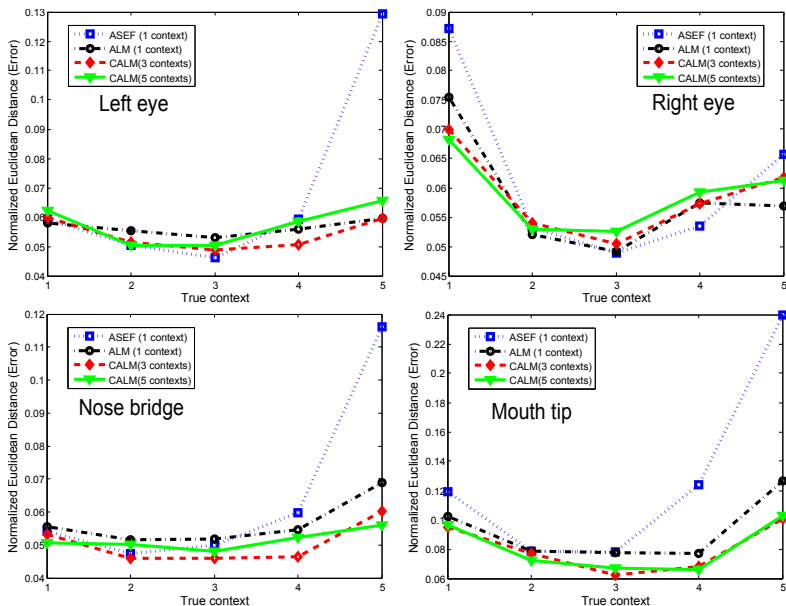 0.13
0.12
0.11
0.1
0.09
0.08
0.07
0.06
0.05
0.04
Normalized Euclidean Distance (Error)
ASEF (1 context)
ALM (1 context)
CALM(3 contexts)
CALM(5 contexts)
Left eye
1 2 3 4 5
True context
0.09
0.085
0.08
0.075
0.07
0.065
0.06
0.055
0.05
0.045
Normalized Euclidean Distance (Error)
ASEF (1 context)
ALM (1 context)
CALM(3 contexts)
CALM(5 contexts)
Right eye
1 2 3 4 5
True context
0.12
0.11
0.1
0.09
0.08
0.07
0.06
0.05
0.04
Normalized Euclidean Distance (Error)
ASEF (1 context)
ALM (1 context)
CALM(3 contexts)
CALM(5 contexts)
Nose bridge
1 2 3 4 5
True context
0.24
0.22
0.2
0.18
0.16
0.14
0.12
0.1
0.08
0.06
Normalized Euclidean Distance (Error)
ASEF (1 context)
ALM (1 context)
CALM(3 contexts)
CALM(5 contexts)
Mouth tip
1 2 3 4 5
True context